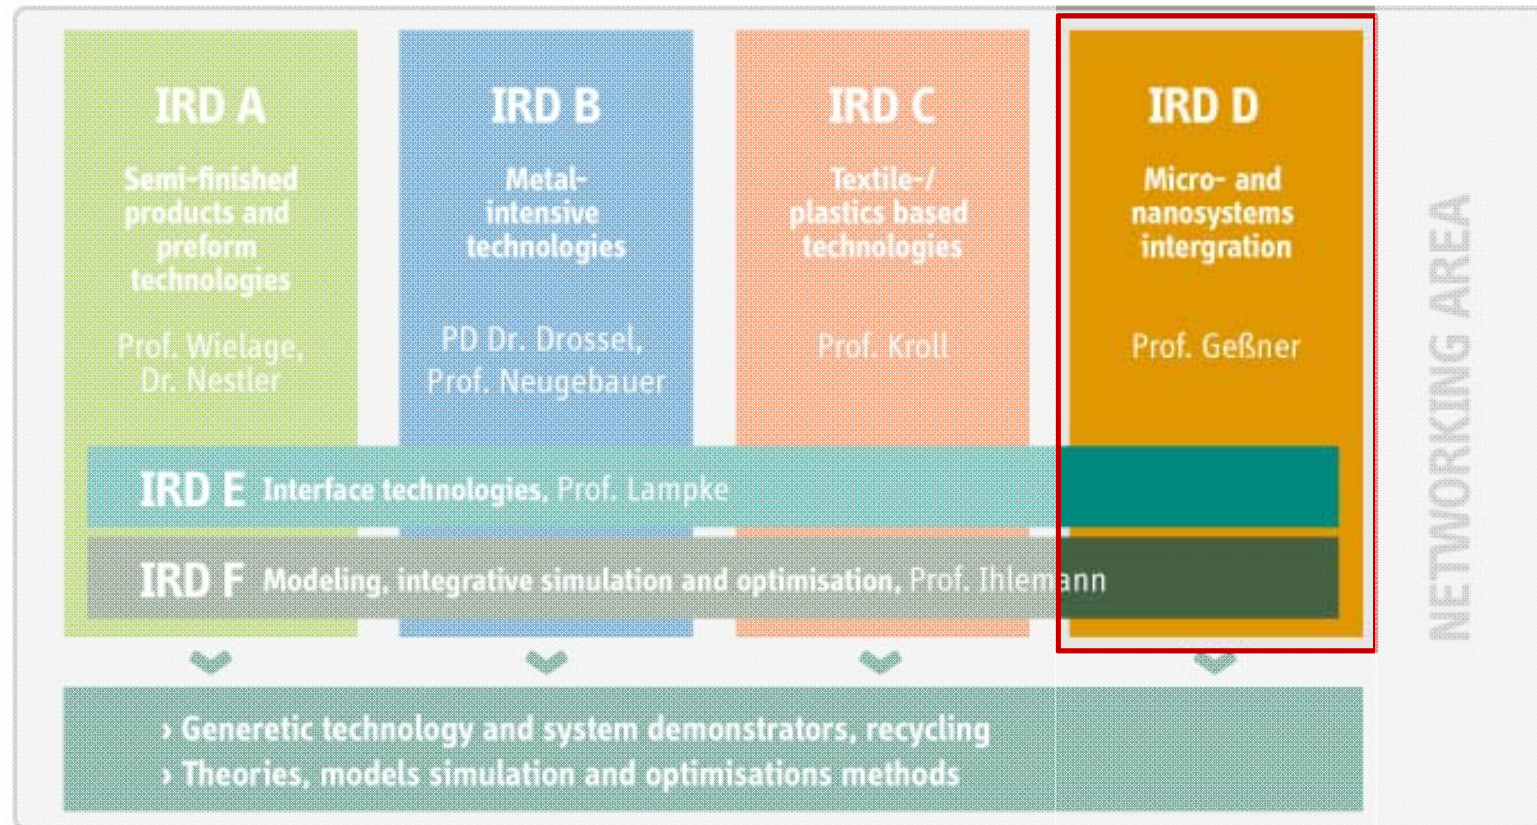 IRD A
Semi-finished
products and
preform
technologies
Prof. Wielage,
Dr. Nestler
IRD B
Metal-
intensive
technologies
PD Dr. Drossel,
Prof. Neugebauer
IRD C
Textile-/
plastics based
technologies
Prof. Kroll
IRD D
Micro- and
nanosystems
intergration
Prof. Geßner
IRD E Interface technologies, Prof. Lampke
IRD F Modeling, integrative simulation and optimisation, Prof. Ihlemann
› Generetic technology and system demonstrators, recycling
› Theories, models simulation and optimisations methods
NETWORKING AREA